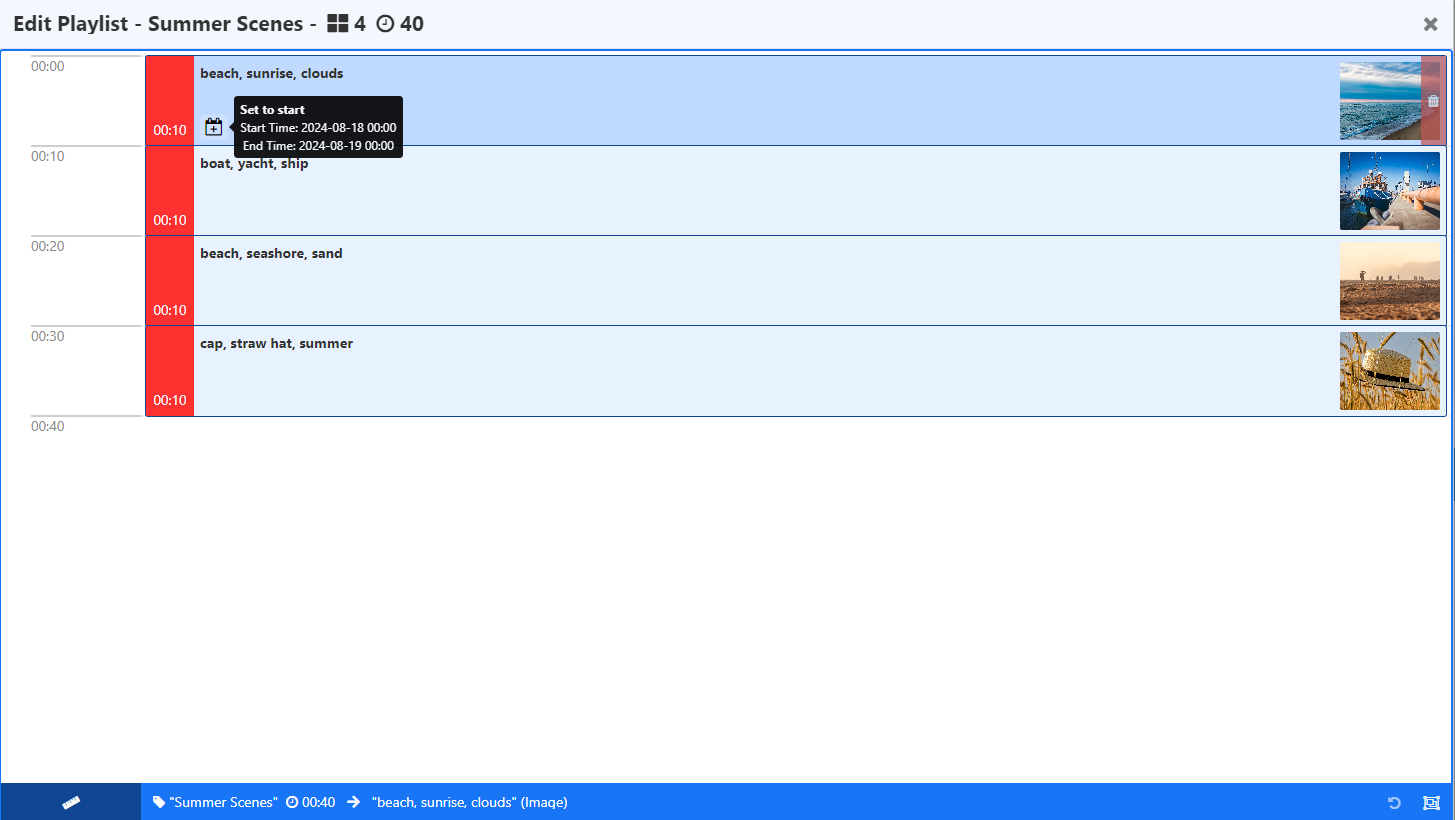 Edit Playlist - Summer Scenes - 4 40
00:00
beach, sunrise, clouds
00:10
Set to start
Start Time: 2024-08-18 00:00
End Time: 2024-08-19 00:00
00:10
boat, yacht, ship
00:10
00:20
beach, seashore, sand
00:10
00:30
cap, straw hat, summer
00:10
00:40
"Summer Scenes" 00:40 "beach, sunrise, clouds" (Image)